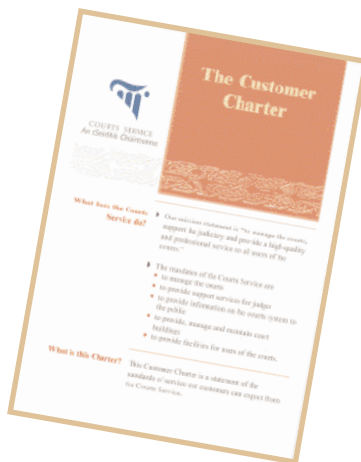 The Customer
Charter
COURTS SERVICE
An tSeirbhís Chúirteanna
What does the Courts
Service do?
Our mission statement is "to manage the courts,
support the judiciary and provide a high-quality
and professional service to all users of the
courts."
The mandates of the Courts Service are
• to manage the courts
• to provide support services for judges
• to provide information on the courts system to
the public
• to provide, manage and maintain court
buildings
• to provide facilities for users of the courts.
What is this Charter?
This Customer Charter is a statement of the
standards of service our customers can expect from
the Courts Service.